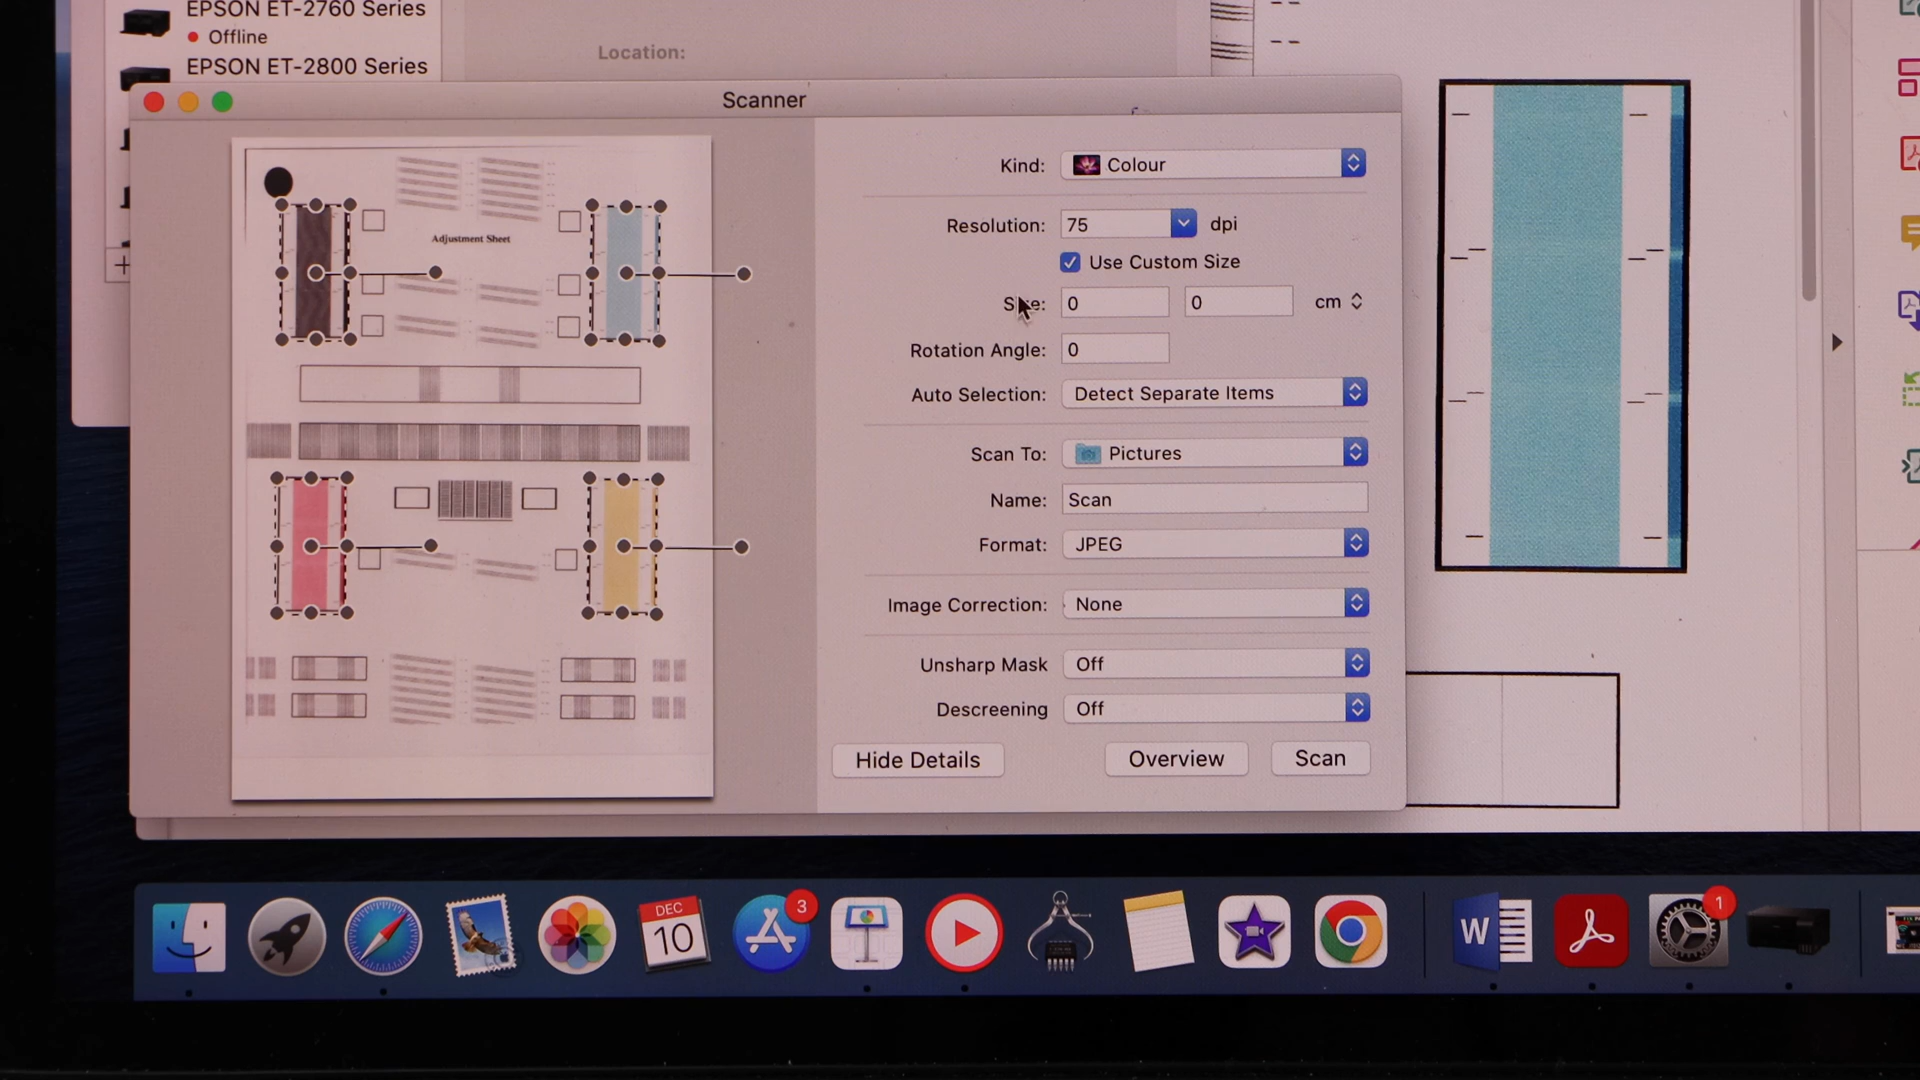 EPSON ET-2760 Series
Offline
EPSON ET-2800 Series
Location:
Scanner
Adjustment Sheet
Kind:
Colour
Resolution:
75
dpi
Use Custom Size
Size:
0
0
cm
Rotation Angle:
0
Auto Selection:
Detect Separate Items
Scan To:
Pictures
Name:
Scan
Format:
JPEG
Image Correction:
None
Unsharp Mask
Off
Descreening
Off
Hide Details
Overview
Scan
DEC
10
3
W
1